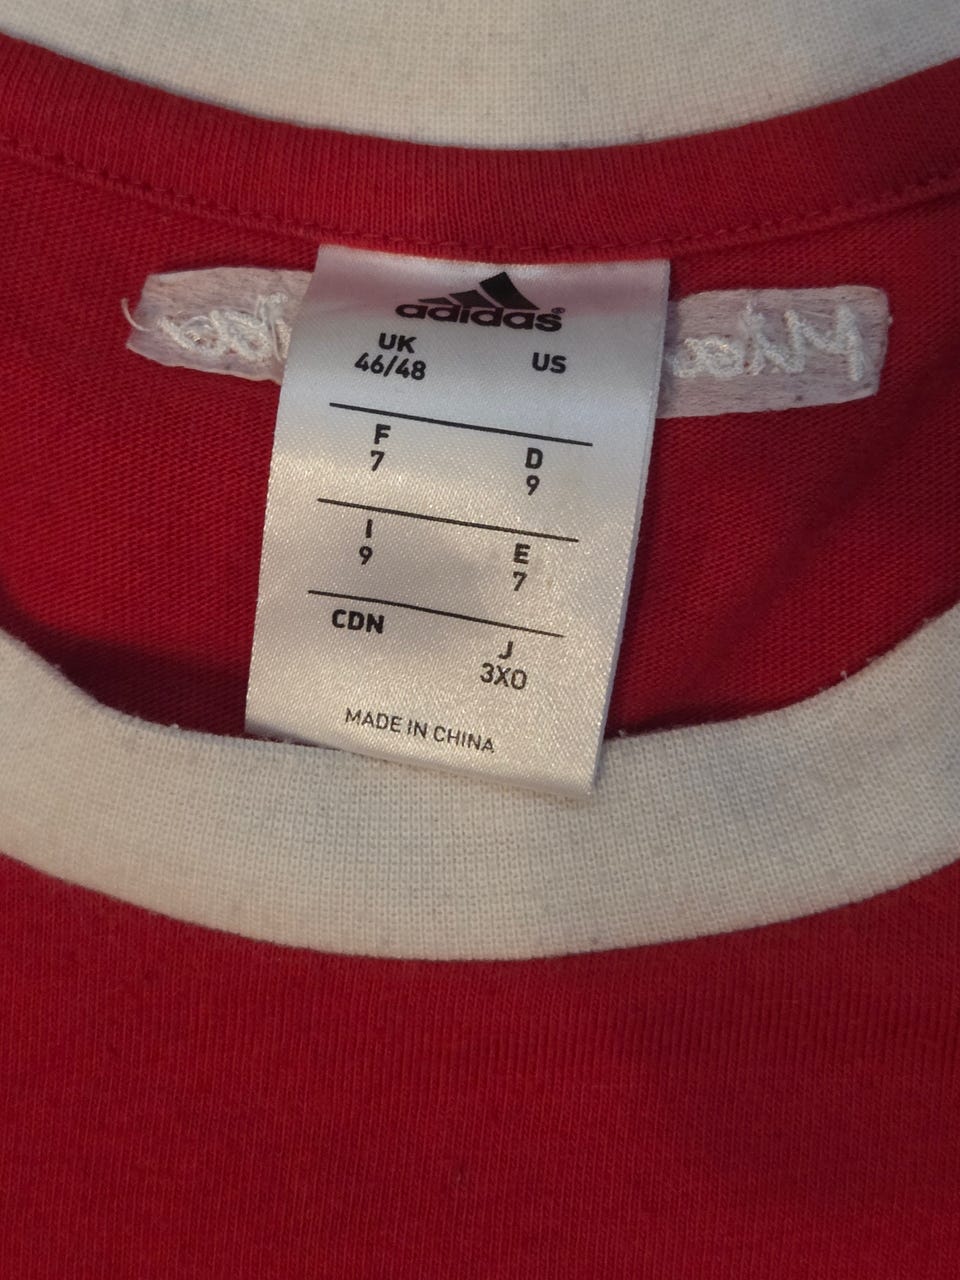 adidas®
UK US
46/48
F D
7 9
I E
9 7
CDN J
3XO
MADE IN CHINA